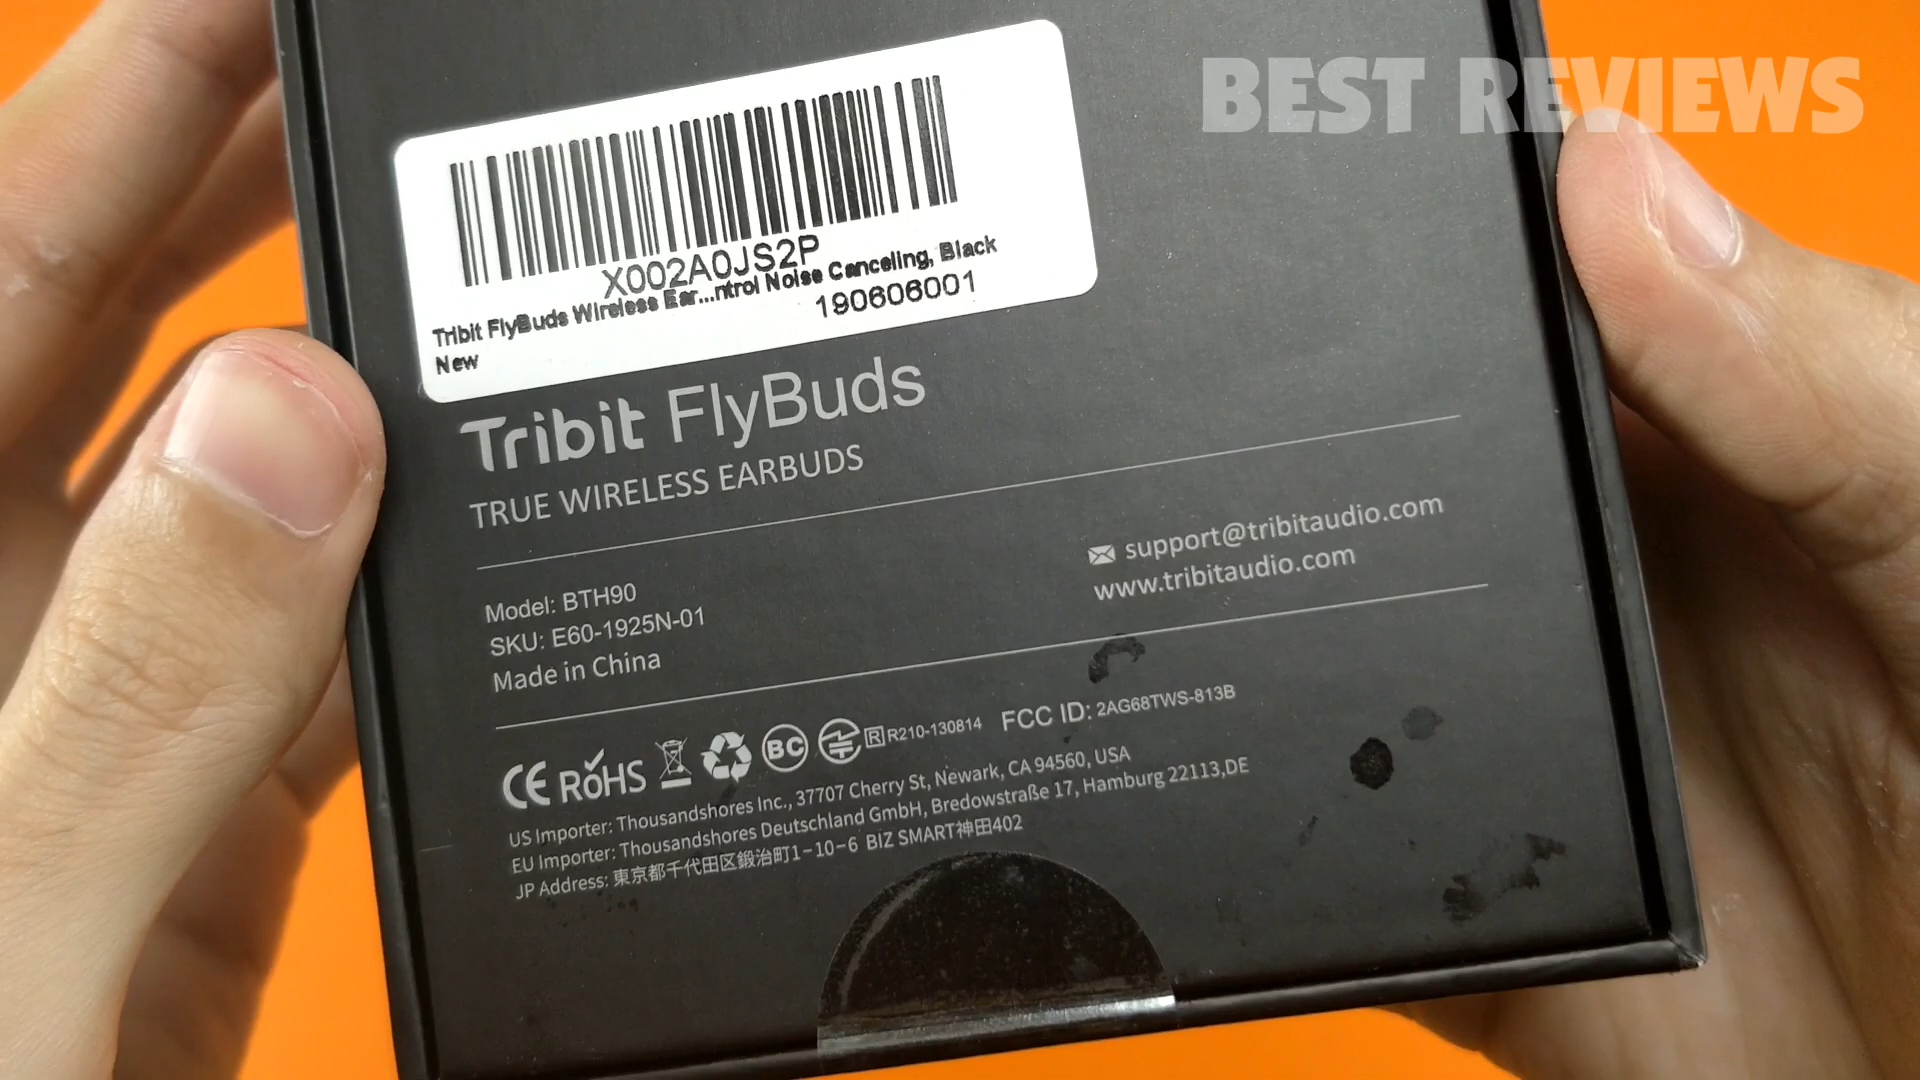 BEST REVIEWS
X002A0JS2P
Tribit FlyBuds Wireless Ear...ntrol Noise Canceling, Black
New
190606001
Tribit FlyBuds
TRUE WIRELESS EARBUDS
support@tribitaudio.com
www.tribitaudio.com
Model: BTH90
SKU: E60-1925N-01
Made in China
CE RoHS BC R R210-130814 FCC ID: 2AG68TWS-813B
US Importer: Thousandshores Inc., 37707 Cherry St, Newark, CA 94560, USA
EU Importer: Thousandshores Deutschland GmbH, Bredowstraße 17, Hamburg 22113,DE
JP Address: 東京都千代田区鍛治町1-10-6 BIZ SMART神田402